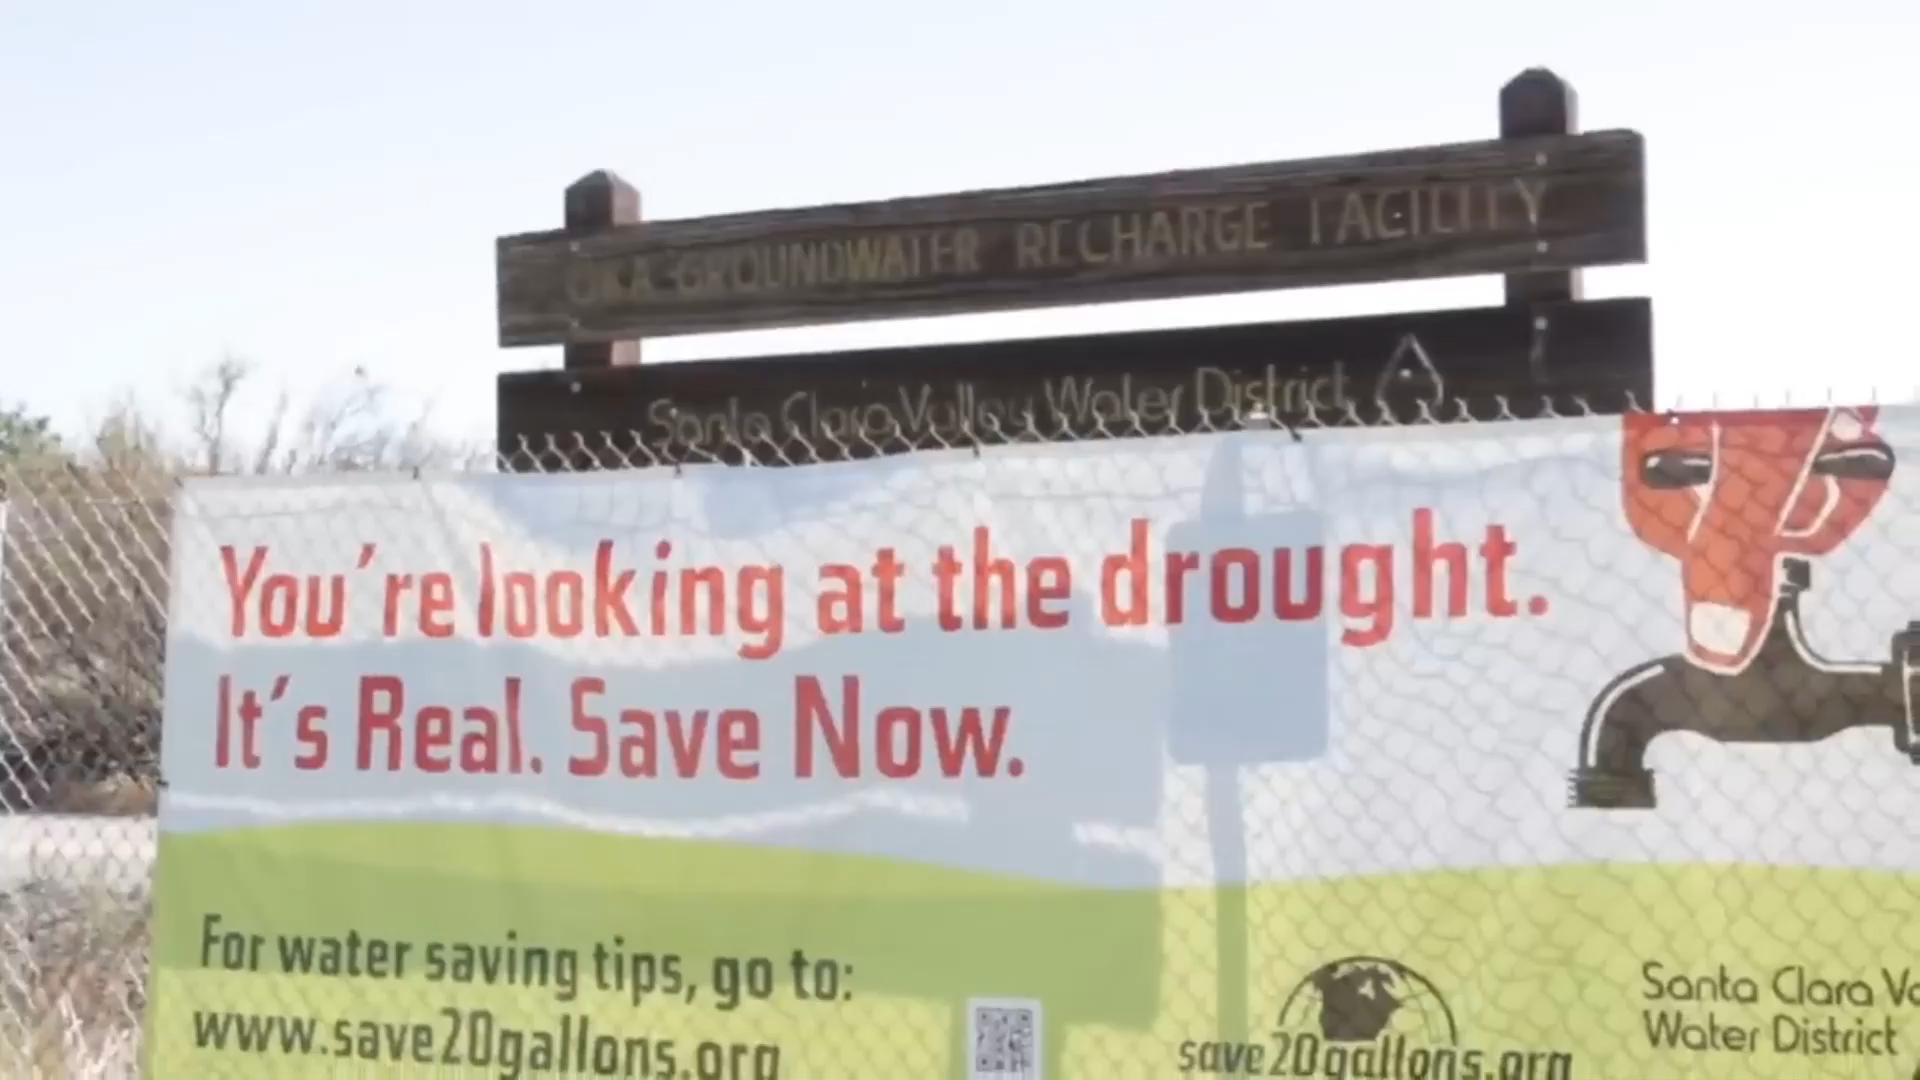 OKA GROUNDWATER RECHARGE FACILITY
Santa Clara Valley Water District
You're looking at the drought.
It's Real. Save Now.
For water saving tips, go to:
www.save20gallons.org
save20gallons.org
Santa Clara Va
Water District